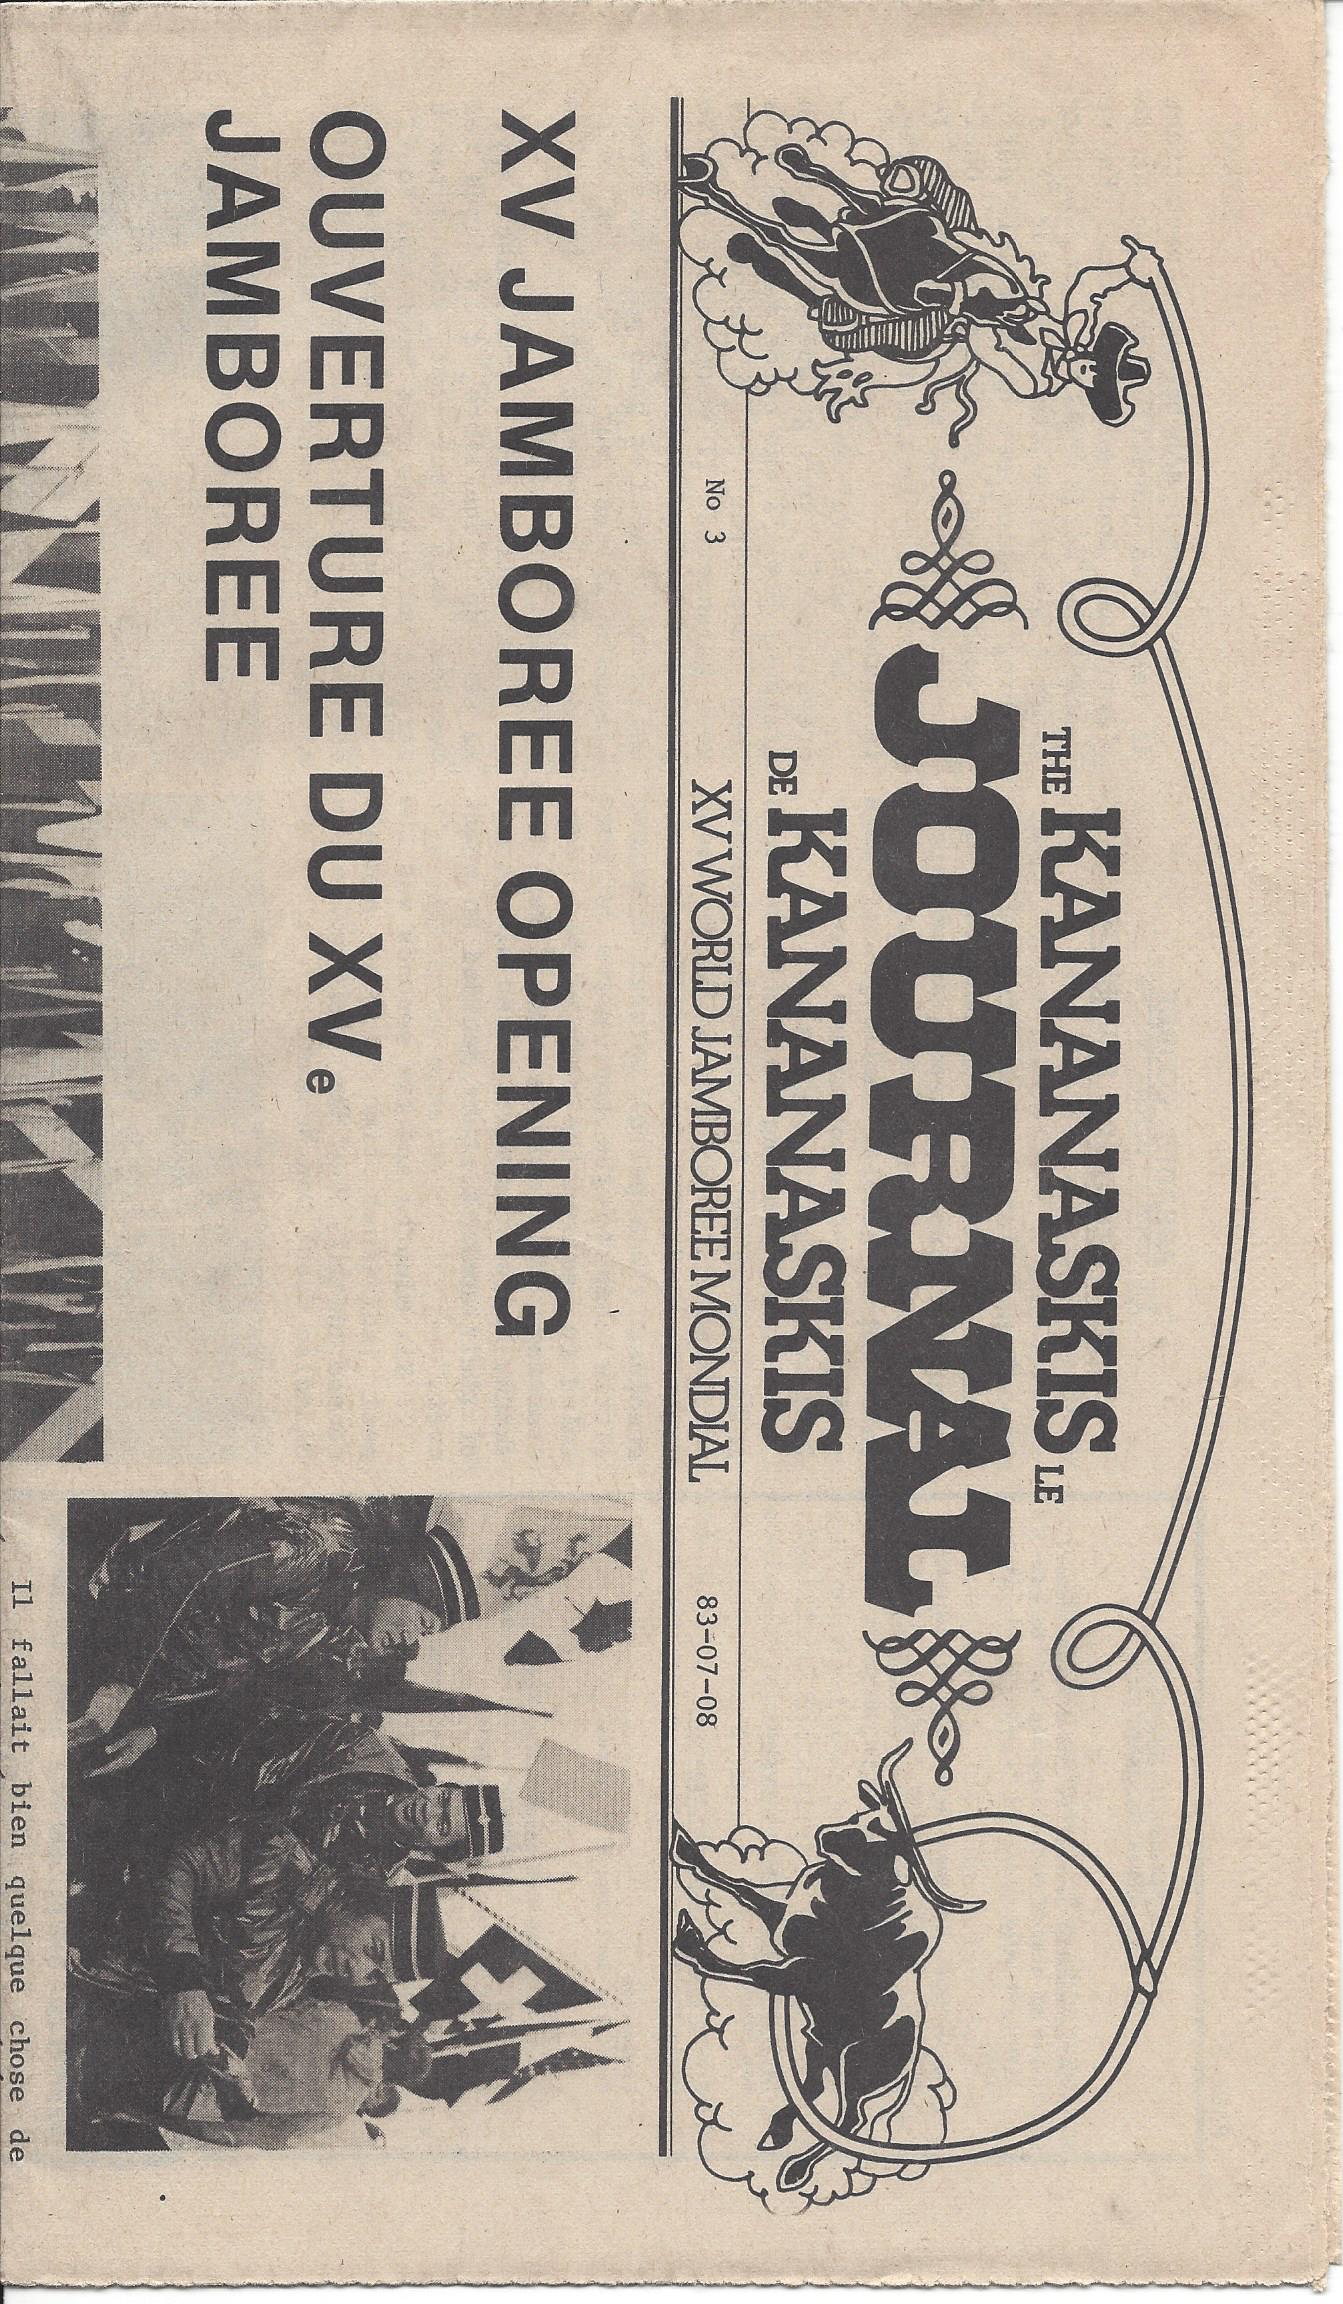 THE KANANASKIS LE
JOURNAL
DE KANANASKIS
No 3 XV WORLD JAMBOREE MONDIAL 83-07-08
XV JAMBOREE OPENING
OUVERTURE DU XVe
JAMBOREE
Il fallait bien quelque chose de